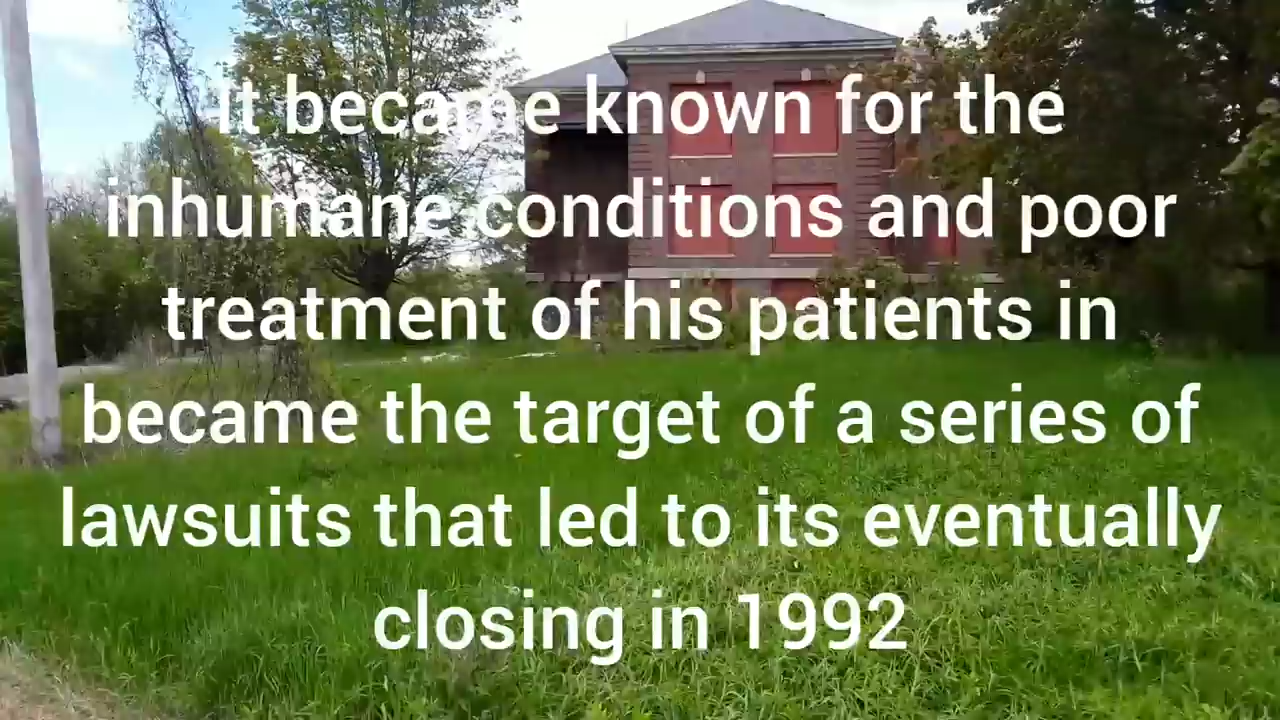 It became known for the
inhumane conditions and poor
treatment of his patients in
became the target of a series of
lawsuits that led to its eventually
closing in 1992